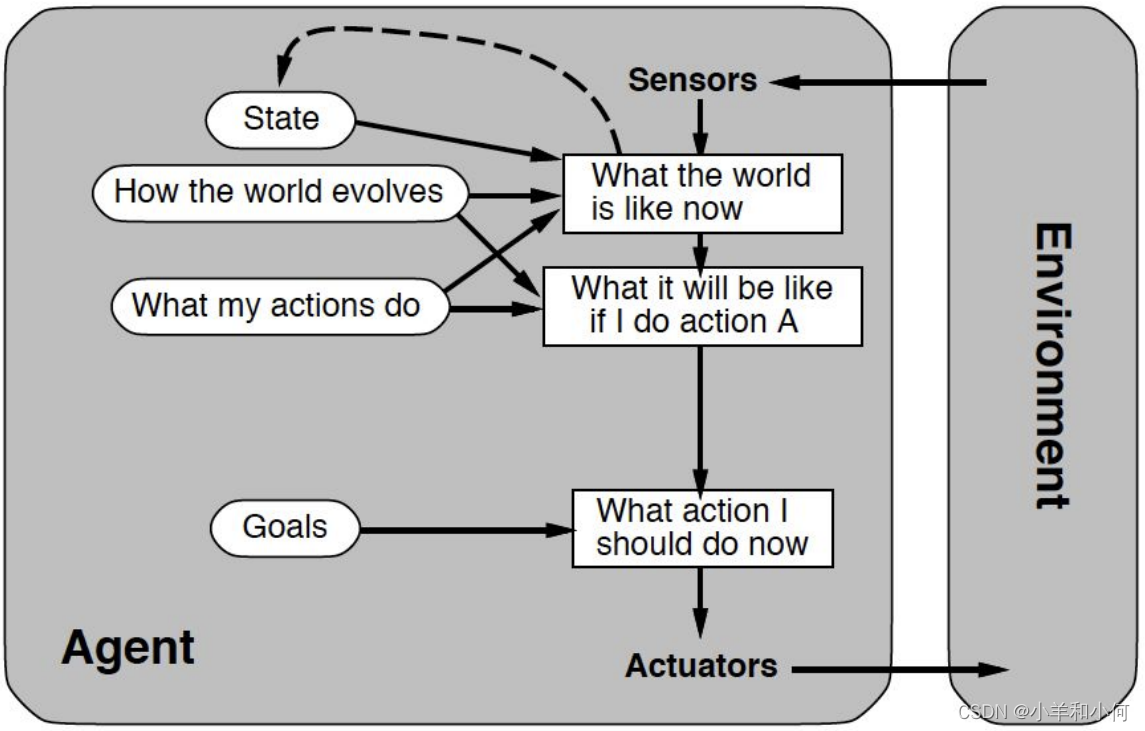 Sensors
State
How the world evolves
What the world
is like now
What my actions do
What it will be like
if I do action A
Goals
What action I
should do now
Agent
Actuators
Environment
CSDN @小羊和小何